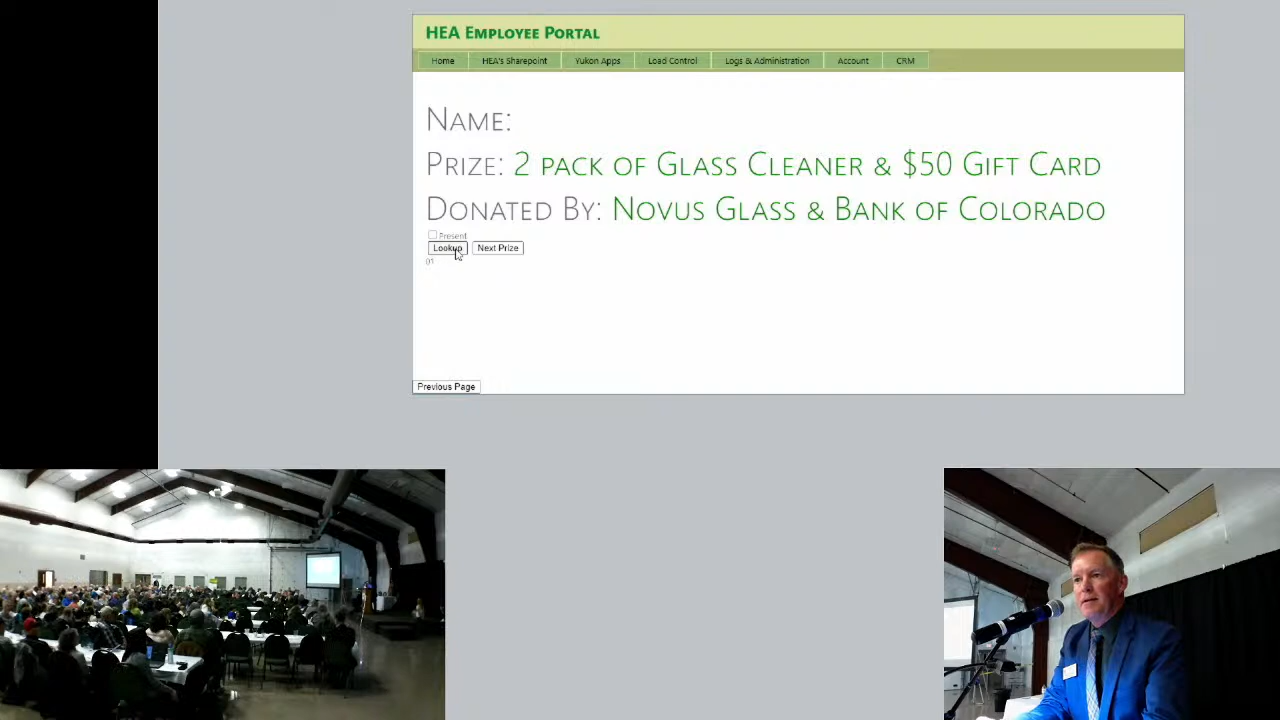 HEA Employee Portal
Home HEA's Sharepoint Yukon Apps Load Control Logs & Administration Account CRM
Name:
Prize: 2 pack of Glass Cleaner & $50 Gift Card
Donated By: Novus Glass & Bank of Colorado
Present
Lookup Next Prize
01
Previous Page